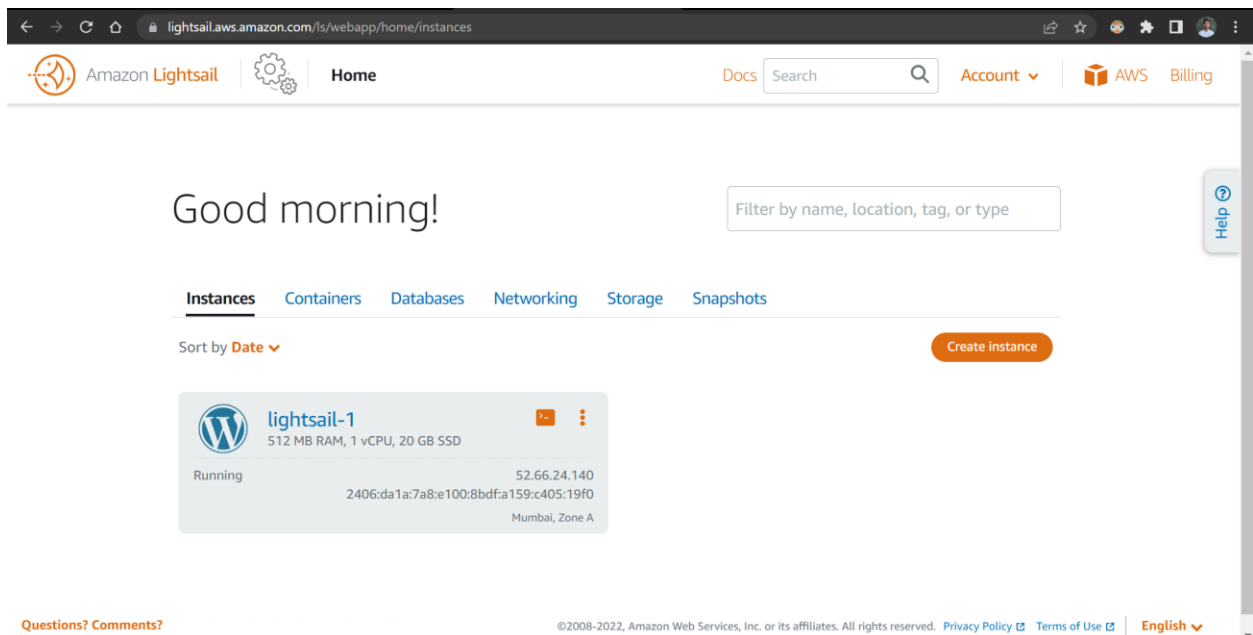 lightsail.aws.amazon.com/ls/webapp/home/instances
Amazon Lightsail Home Docs Search Account AWS Billing
Good morning!
Filter by name, location, tag, or type
Help
Instances Containers Databases Networking Storage Snapshots
Sort by Date Create instance
lightsail-1
512 MB RAM, 1 vCPU, 20 GB SSD
Running 52.66.24.140
2406:da1a:7a8:e100:8bdf:a159:c405:19f0
Mumbai, Zone A
Questions? Comments? ©2008-2022, Amazon Web Services, Inc. or its affiliates. All rights reserved. Privacy Policy Terms of Use English